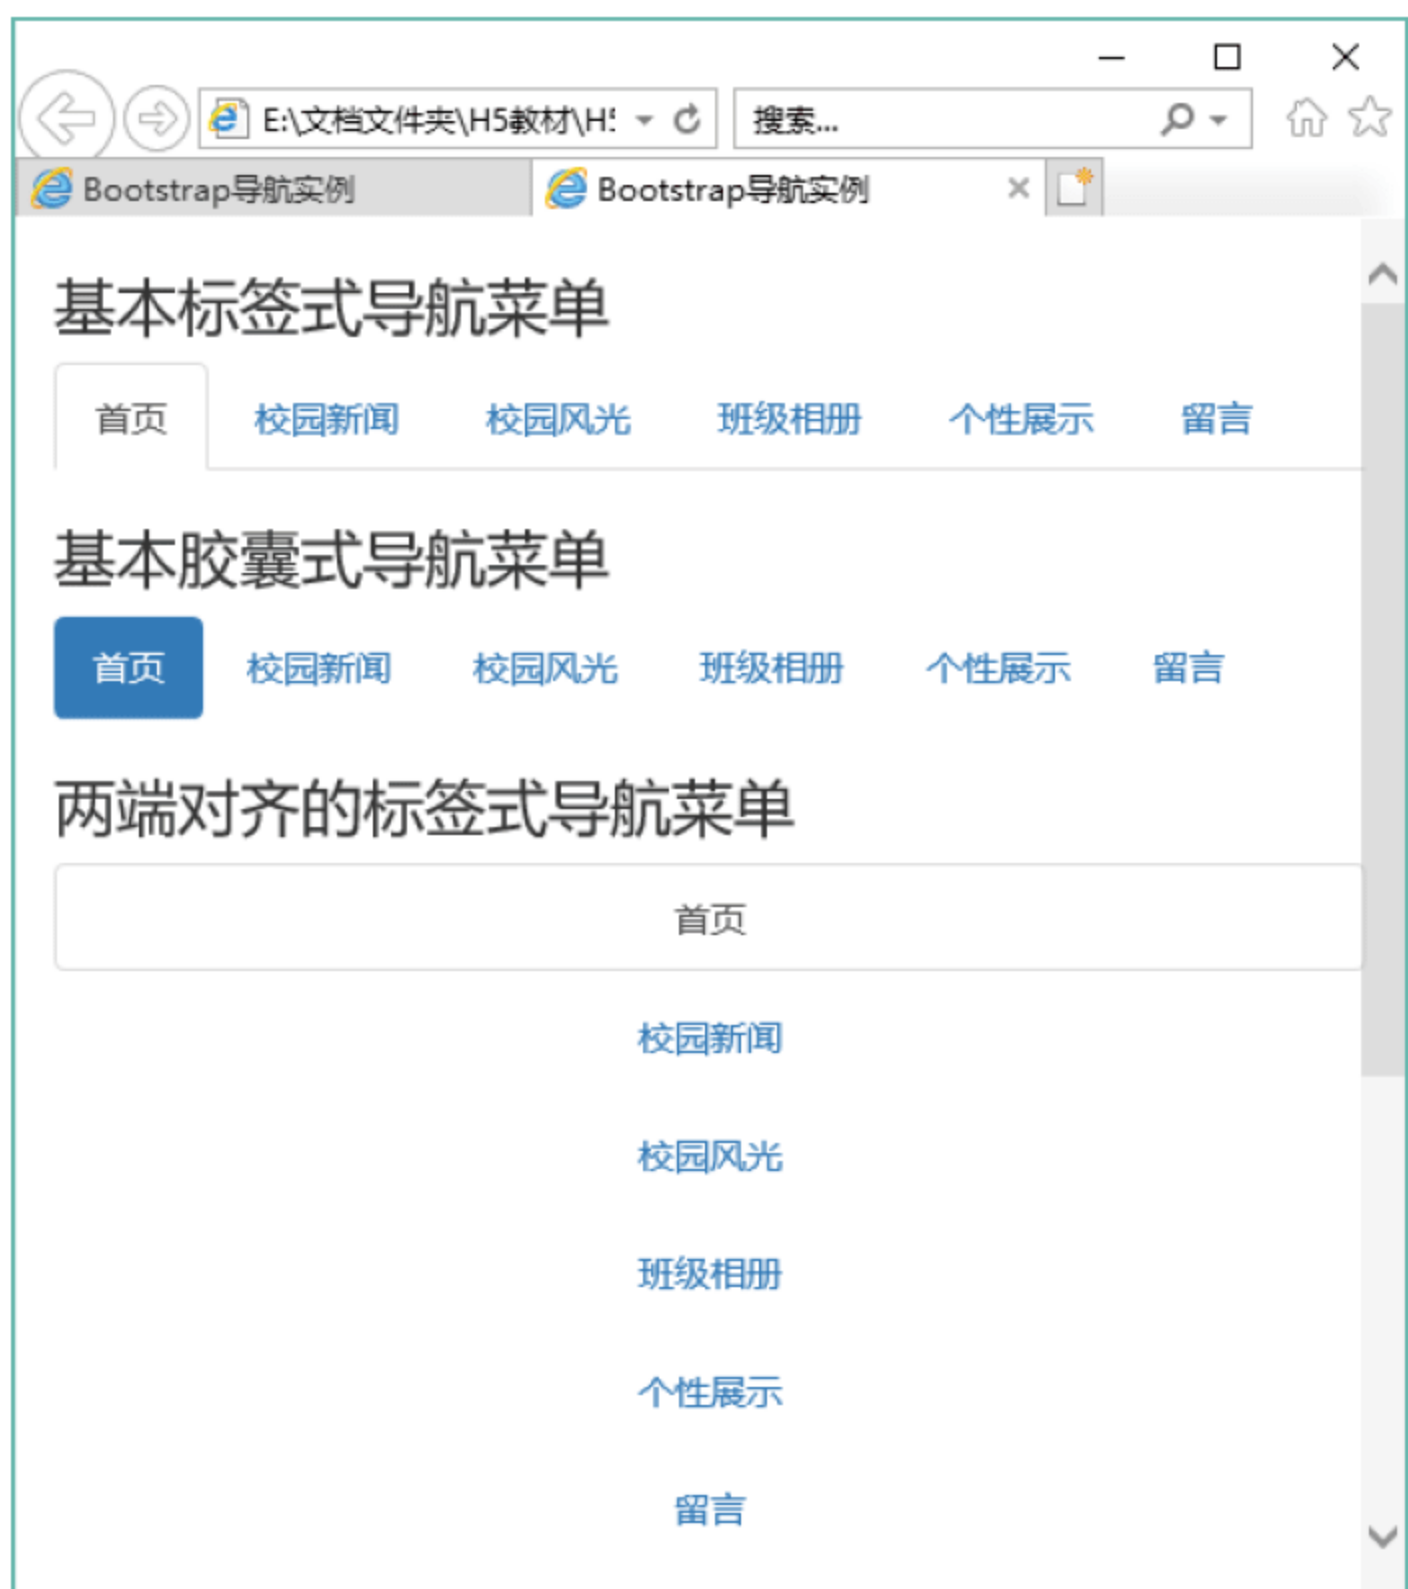 E:\文档文件夹\H5教材\H5 搜索...
Bootstrap导航实例 Bootstrap导航实例
基本标签式导航菜单
首页 校园新闻 校园风光 班级相册 个性展示 留言
基本胶囊式导航菜单
首页 校园新闻 校园风光 班级相册 个性展示 留言
两端对齐的标签式导航菜单
首页
校园新闻
校园风光
班级相册
个性展示
留言